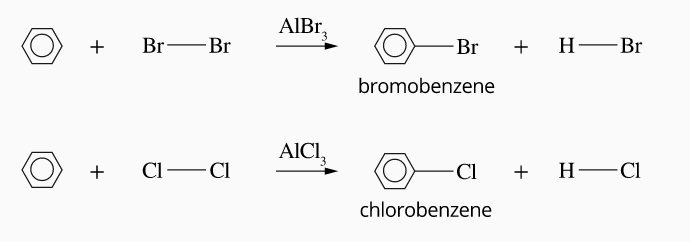 AlBr₃
+ Br—Br Br + H—Br
bromobenzene
AlCl₃
+ Cl—Cl Cl + H—Cl
chlorobenzene